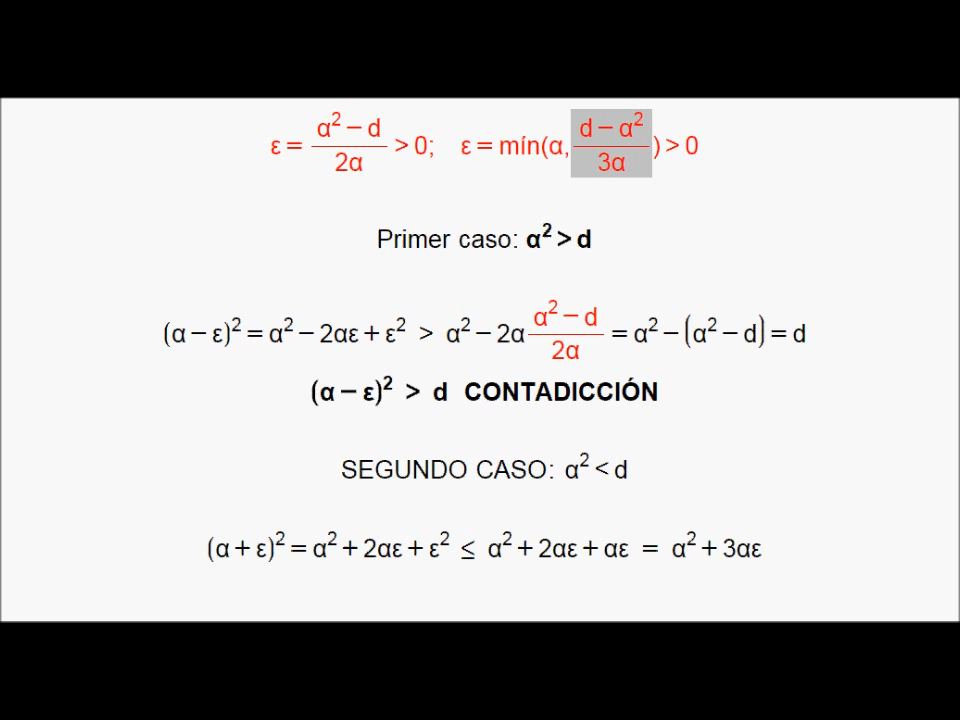 ε = (α² − d)/(2α) > 0; ε = mín(α, (d − α²)/(3α)) > 0
Primer caso: α² > d
(α − ε)² = α² − 2αε + ε² > α² − 2α (α² − d)/(2α) = α² − (α² − d) = d
(α − ε)² > d CONTADICCIÓN
SEGUNDO CASO: α² < d
(α + ε)² = α² + 2αε + ε² ≤ α² + 2αε + αε = α² + 3αε